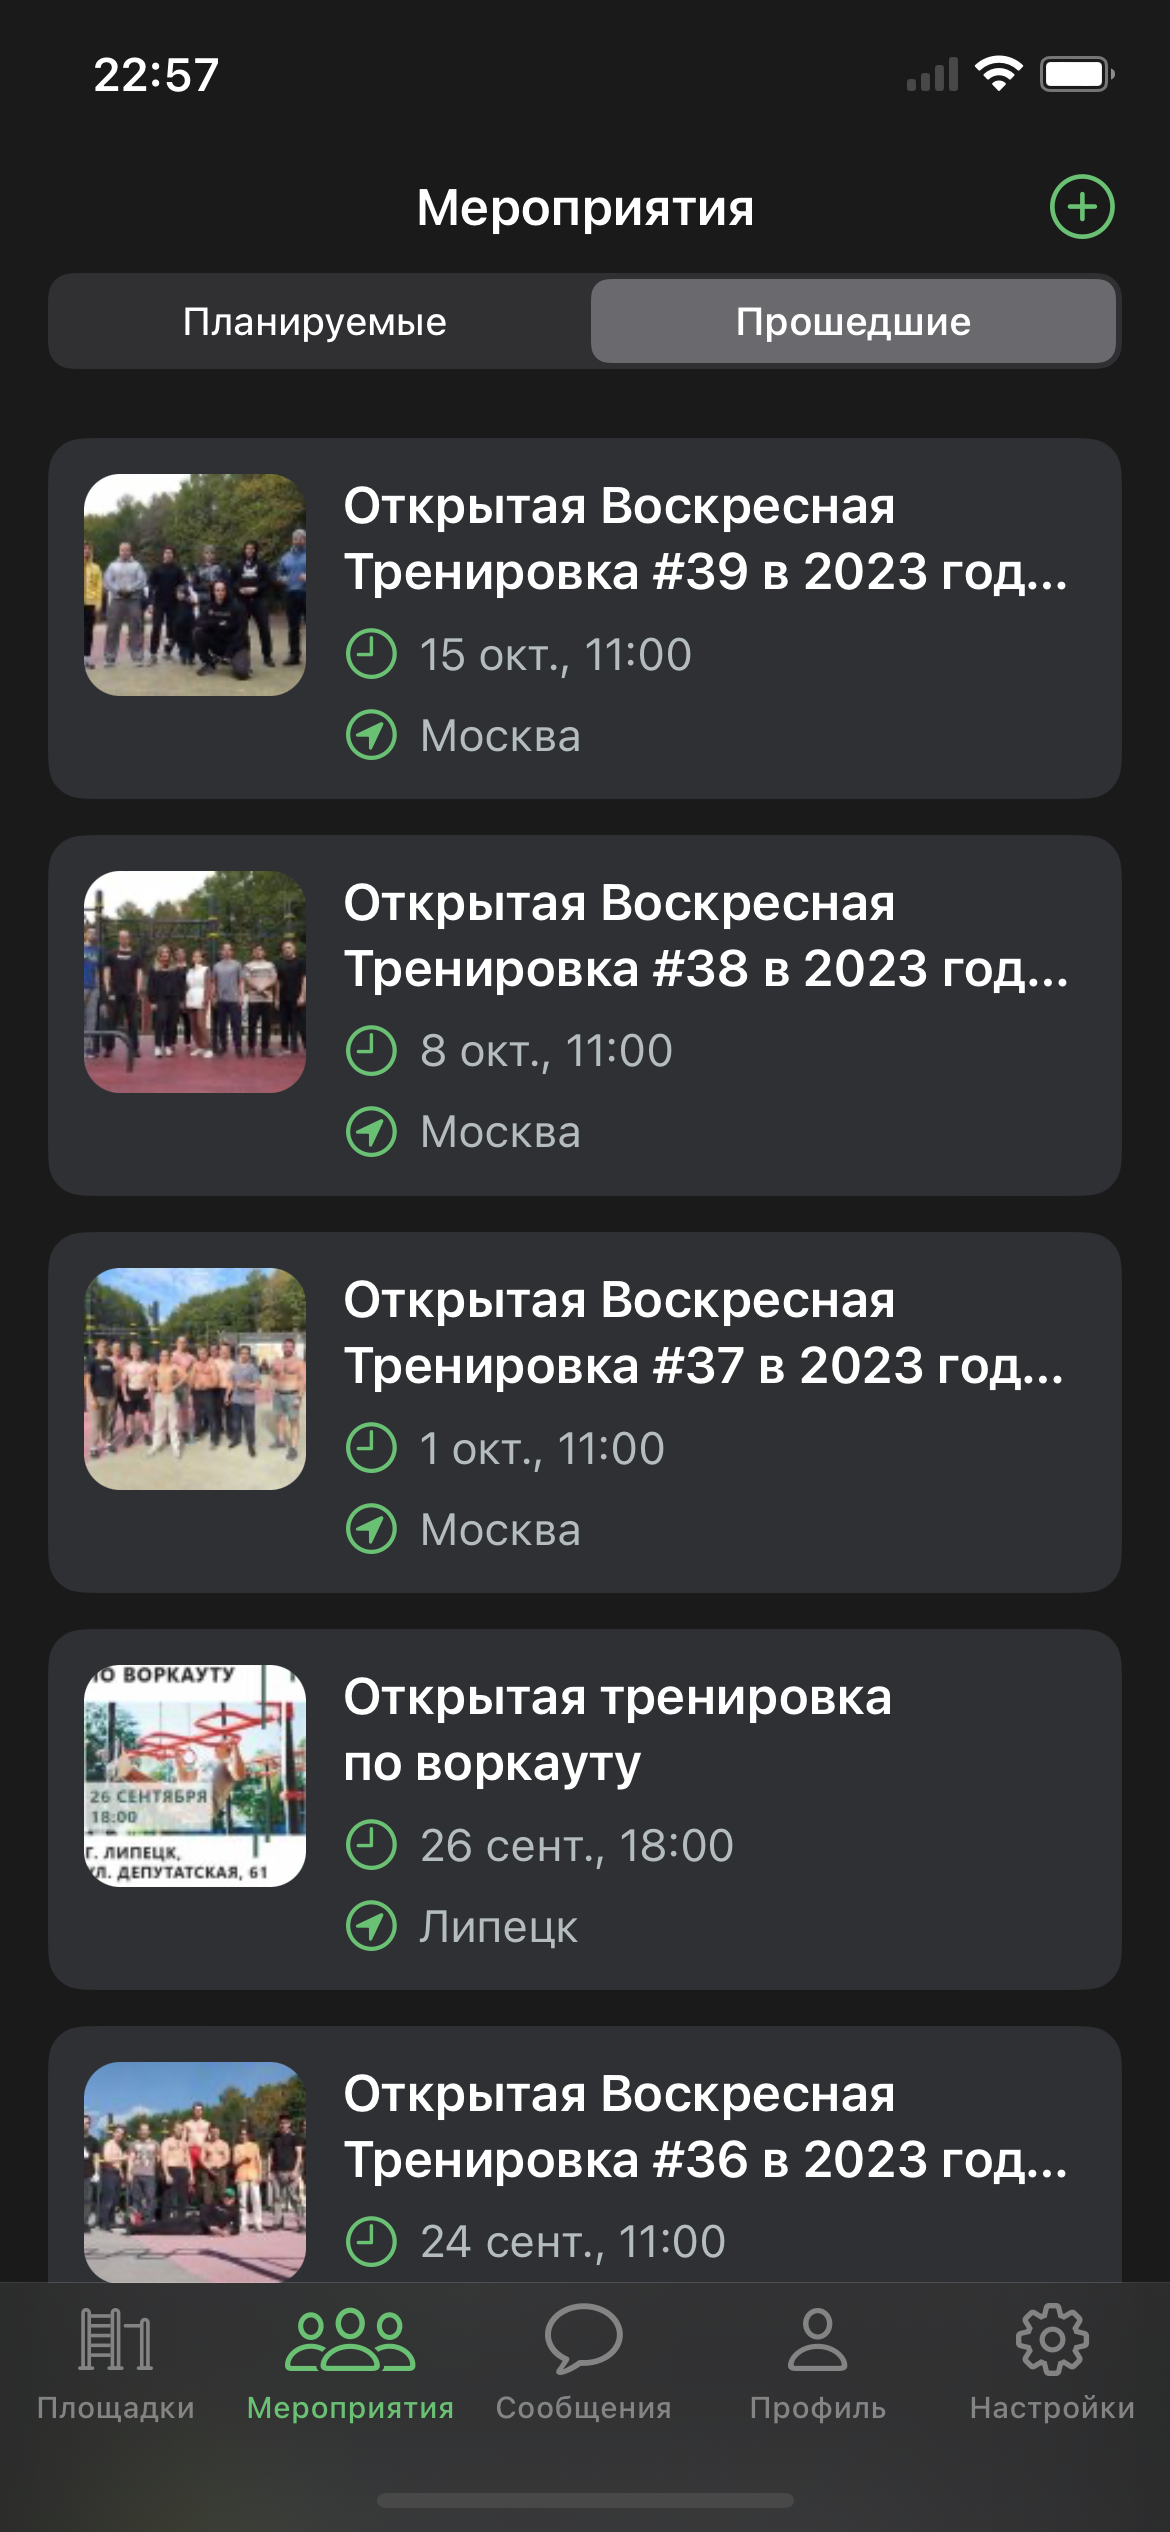 22:57
Мероприятия
Планируемые
Прошедшие
Открытая Воскресная
Тренировка #39 в 2023 год...
15 окт., 11:00
Москва
Открытая Воскресная
Тренировка #38 в 2023 год...
8 окт., 11:00
Москва
Открытая Воскресная
Тренировка #37 в 2023 год...
1 окт., 11:00
Москва
ПО ВОРКАУТУ
26 СЕНТЯБРЯ
18:00
Г. ЛИПЕЦК,
УЛ. ДЕПУТАТСКАЯ, 61
Открытая тренировка
по воркауту
26 сент., 18:00
Липецк
Открытая Воскресная
Тренировка #36 в 2023 год...
24 сент., 11:00
Площадки
Мероприятия
Сообщения
Профиль
Настройки